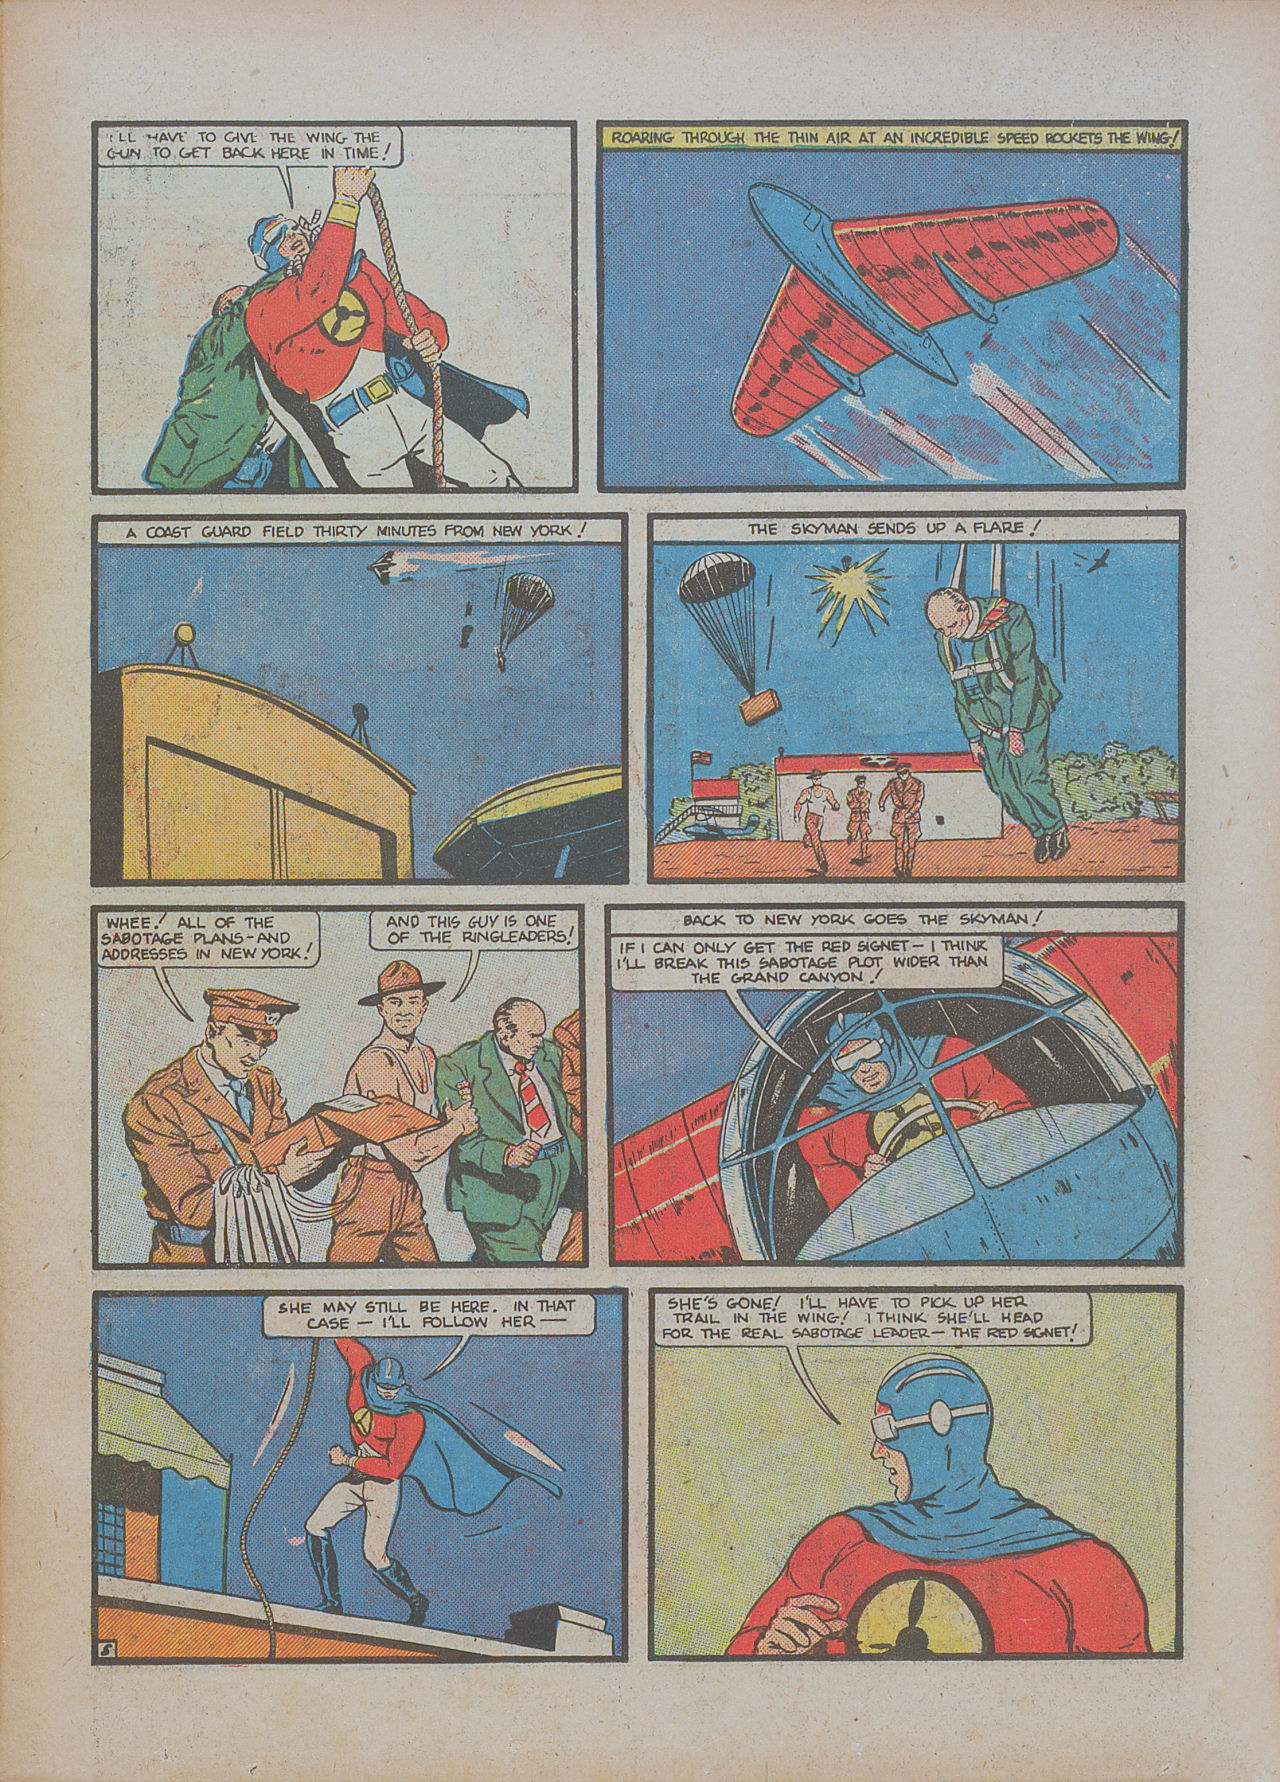 I'LL HAVE TO GIVE THE WING THE
GUN TO GET BACK HERE IN TIME!
ROARING THROUGH THE THIN AIR AT AN INCREDIBLE SPEED ROCKETS THE WING!
A COAST GUARD FIELD THIRTY MINUTES FROM NEW YORK!
THE SKYMAN SENDS UP A FLARE!
WHEE! ALL OF THE
SABOTAGE PLANS-AND
ADDRESSES IN NEW YORK!
AND THIS GUY IS ONE
OF THE RINGLEADERS!
BACK TO NEW YORK GOES THE SKYMAN!
IF I CAN ONLY GET THE RED SIGNET- I THINK
I'LL BREAK THIS SABOTAGE PLOT WIDER THAN
THE GRAND CANYON!
SHE MAY STILL BE HERE. IN THAT
CASE - I'LL FOLLOW HER -
SHE'S GONE! I'LL HAVE TO PICK UP HER
TRAIL IN THE WING! I THINK SHE'LL HEAD
FOR THE REAL SABOTAGE LEADER- THE RED SIGNET!